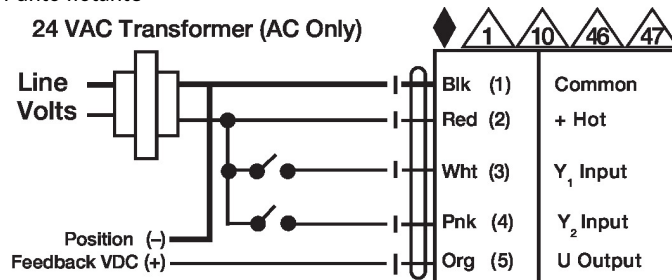 24 VAC Transformer (AC Only)
1 10 46 47
Line
Volts
Blk (1) Common
Red (2) + Hot
Wht (3) Y1 Input
Pnk (4) Y2 Input
Position (–)
Feedback VDC (+)
Org (5) U Output